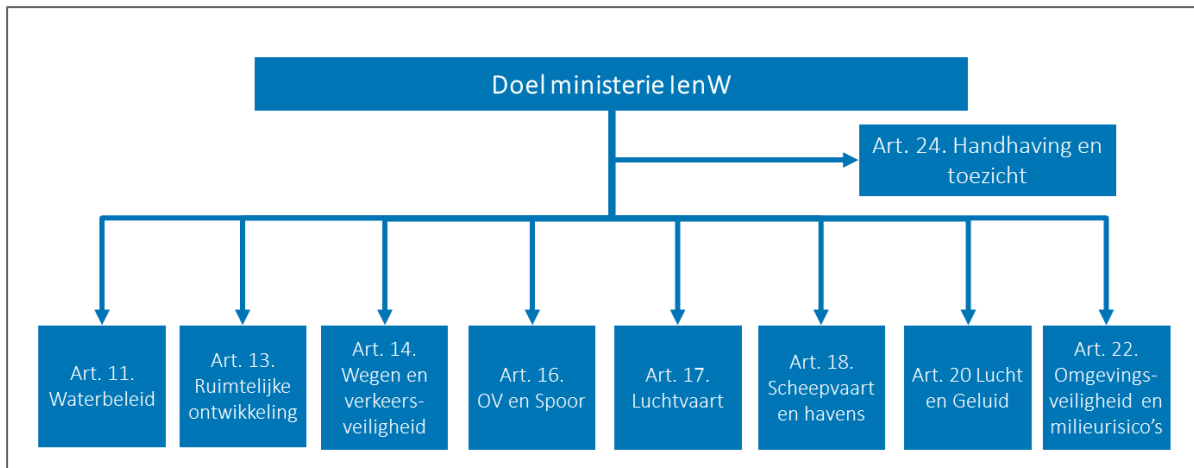 Doel ministerie IenW
Art. 24. Handhaving en
toezicht
Art. 11.
Waterbeleid
Art. 13.
Ruimtelijke
ontwikkeling
Art. 14.
Wegen en
verkeers-
veiligheid
Art. 16.
OV en Spoor
Art. 17.
Luchtvaart
Art. 18.
Scheepvaart
en havens
Art. 20 Lucht
en Geluid
Art. 22.
Omgevings-
veiligheid en
milieurisico's